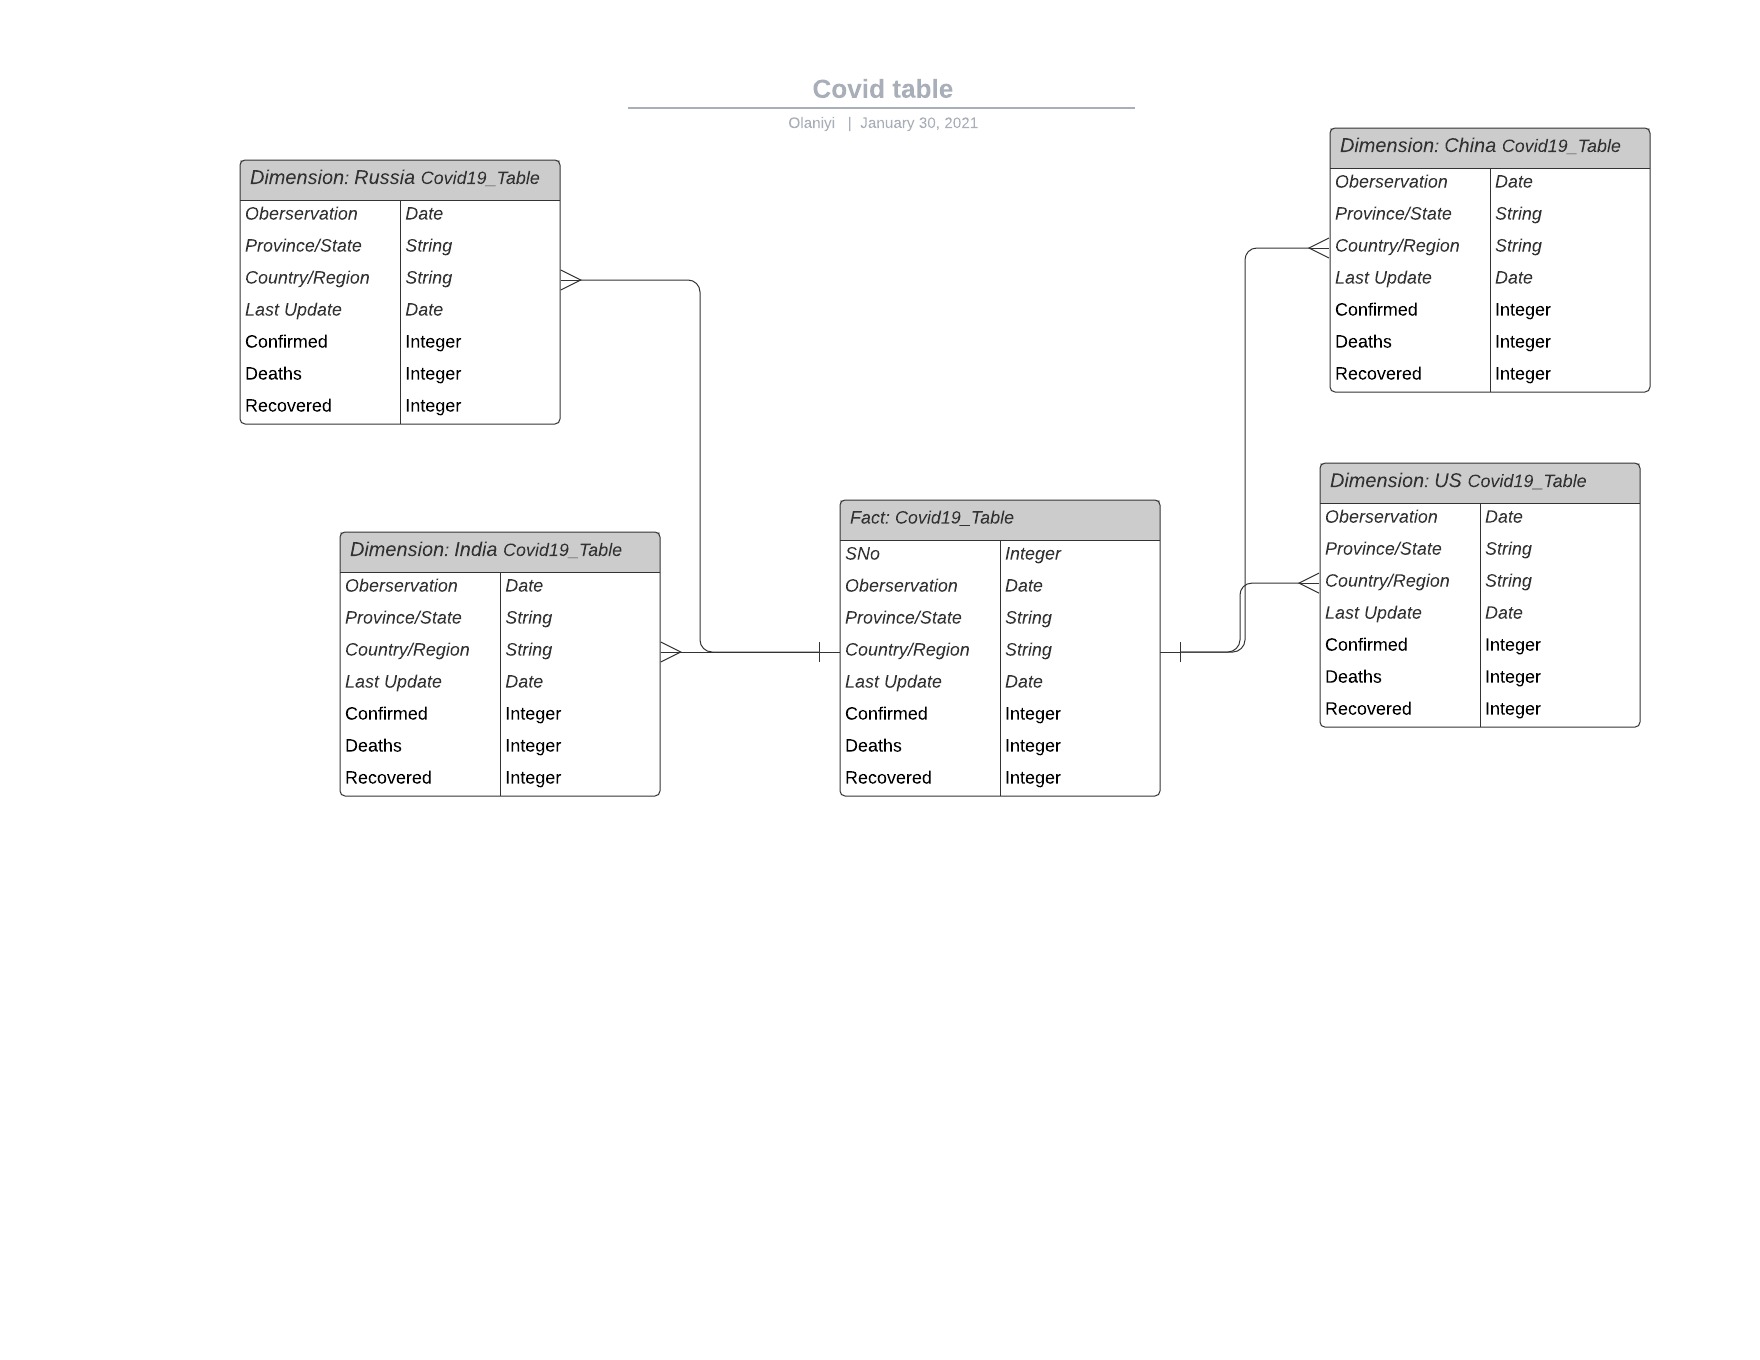 Covid table
Olaniyi | January 30, 2021
Dimension: Russia Covid19_Table
Oberservation Date
Province/State String
Country/Region String
Last Update Date
Confirmed Integer
Deaths Integer
Recovered Integer
Dimension: China Covid19_Table
Oberservation Date
Province/State String
Country/Region String
Last Update Date
Confirmed Integer
Deaths Integer
Recovered Integer
Dimension: India Covid19_Table
Oberservation Date
Province/State String
Country/Region String
Last Update Date
Confirmed Integer
Deaths Integer
Recovered Integer
Fact: Covid19_Table
SNo Integer
Oberservation Date
Province/State String
Country/Region String
Last Update Date
Confirmed Integer
Deaths Integer
Recovered Integer
Dimension: US Covid19_Table
Oberservation Date
Province/State String
Country/Region String
Last Update Date
Confirmed Integer
Deaths Integer
Recovered Integer